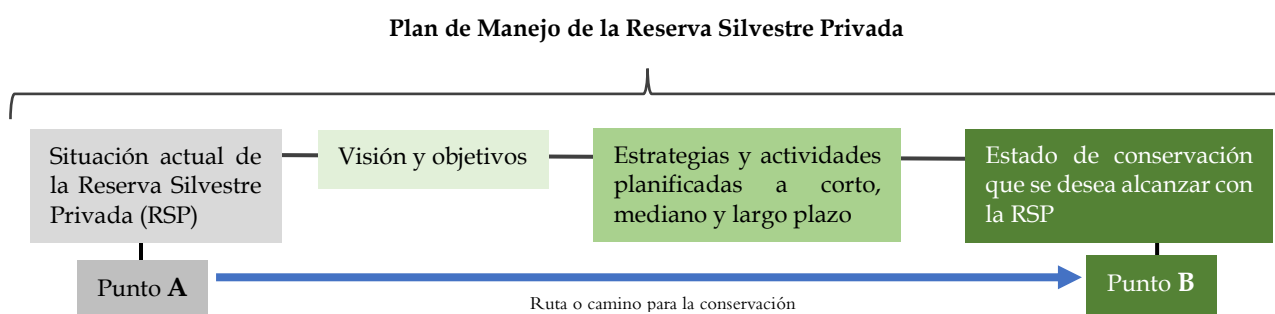 Plan de Manejo de la Reserva Silvestre Privada
Situación actual de
la Reserva Silvestre
Privada (RSP)
Visión y objetivos
Estrategias y actividades
planificadas a corto,
mediano y largo plazo
Estado de conservación
que se desea alcanzar con
la RSP
Punto A
Ruta o camino para la conservación
Punto B